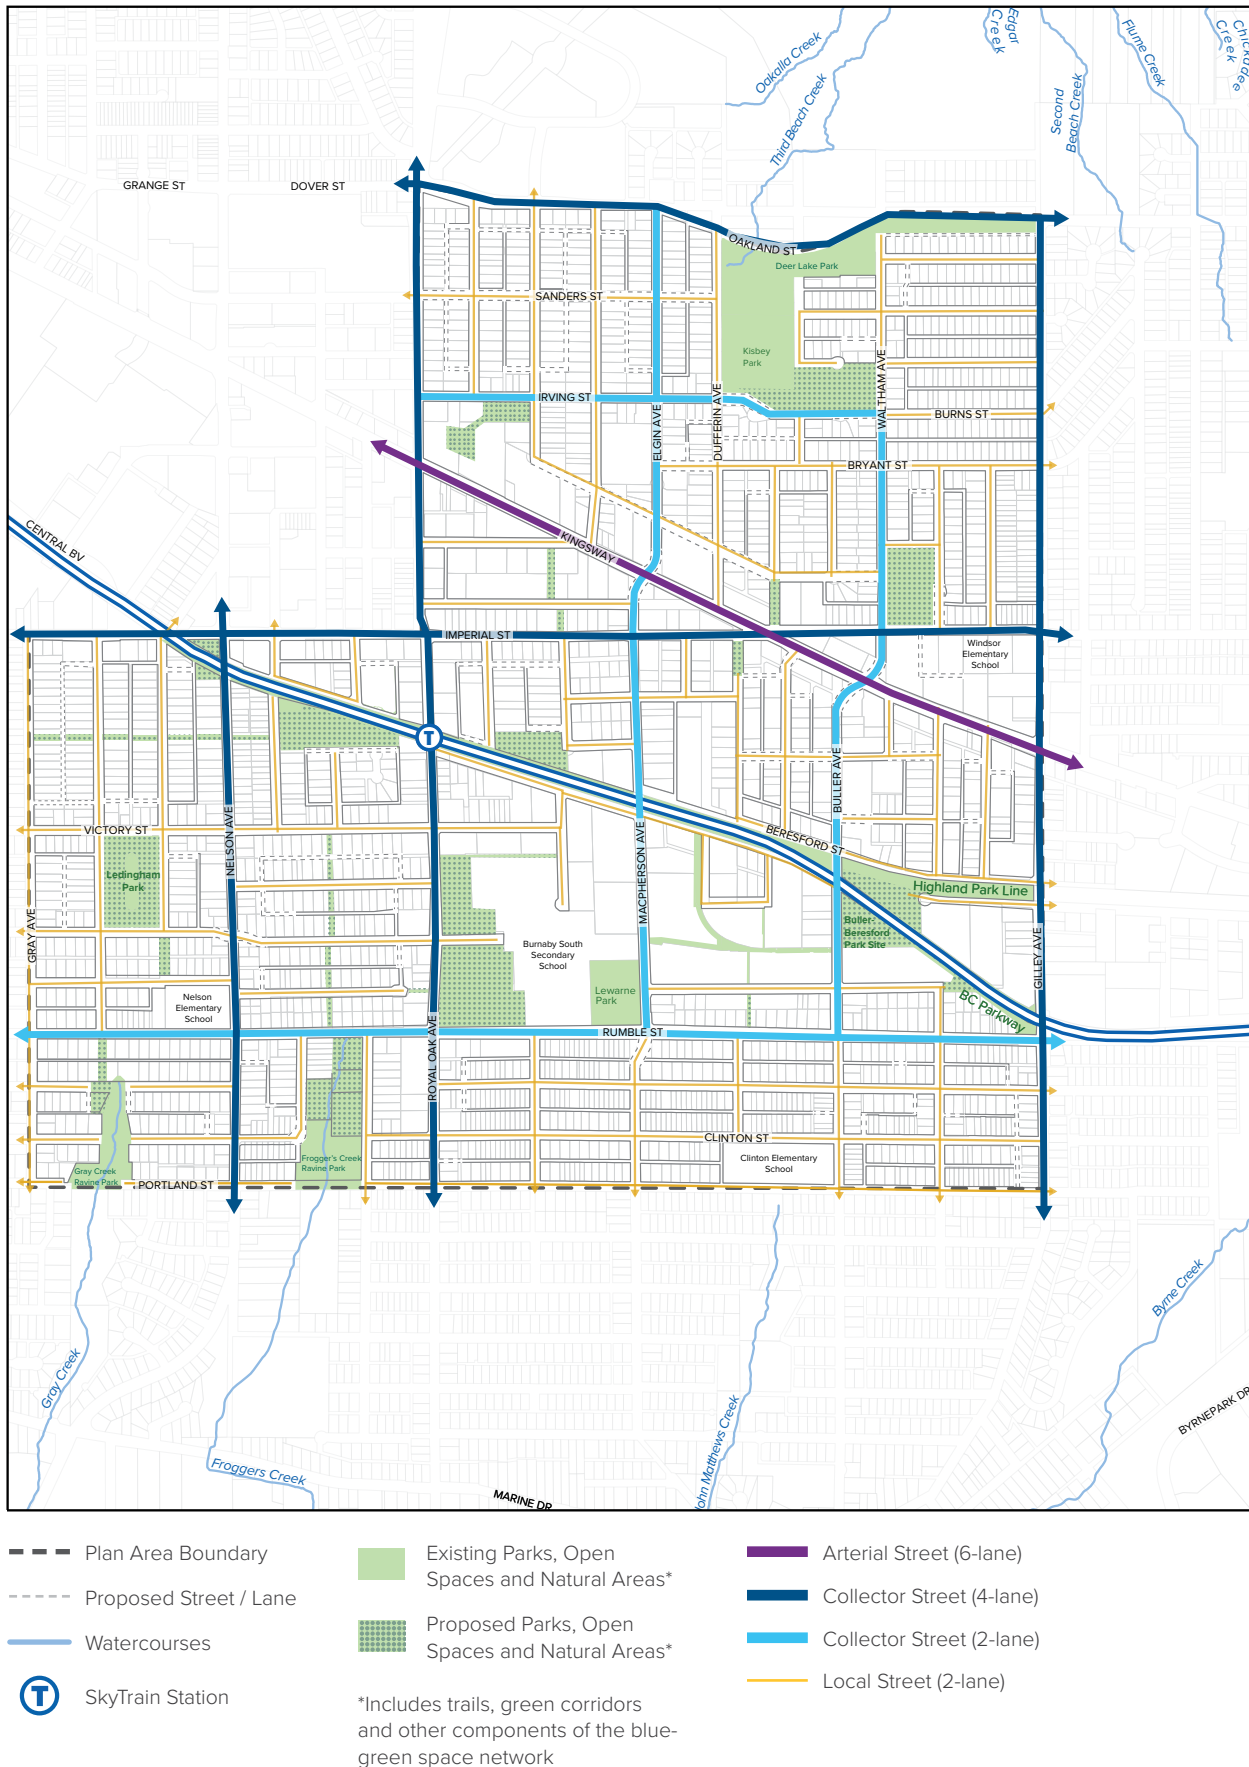 Edgar
Creek
Flume Creek
Chickadee
Creek
Oakalla Creek
Third Beach Creek
Second
Beach Creek
GRANGE ST
DOVER ST
OAKLAND ST
Deer Lake Park
SANDERS ST
Kisbey
Park
IRVING ST
ELGIN AVE
DUFFERIN AVE
WALTHAM AVE
BURNS ST
BRYANT ST
KINGSWAY
CENTRAL BV
IMPERIAL ST
Windsor
Elementary
School
T
NELSON AVE
VICTORY ST
MACPHERSON AVE
BULLER AVE
BERESFORD ST
Ledingham
Park
Highland Park Line
GRAY AVE
Burnaby South
Secondary
School
Buller-
Beresford
Park Site
GILLEY AVE
Nelson
Elementary
School
Lewarne
Park
BC Parkway
RUMBLE ST
ROYAL OAK AVE
CLINTON ST
Gray Creek
Ravine Park
Frogger's Creek
Ravine Park
Clinton Elementary
School
PORTLAND ST
Gray Creek
Froggers Creek
John Matthews Creek
Byrne Creek
BYRNEPARK DR
MARINE DR
Plan Area Boundary
Proposed Street / Lane
Watercourses
T
SkyTrain Station
Existing Parks, Open
Spaces and Natural Areas*
Proposed Parks, Open
Spaces and Natural Areas*
*Includes trails, green corridors
and other components of the blue-
green space network
Arterial Street (6-lane)
Collector Street (4-lane)
Collector Street (2-lane)
Local Street (2-lane)